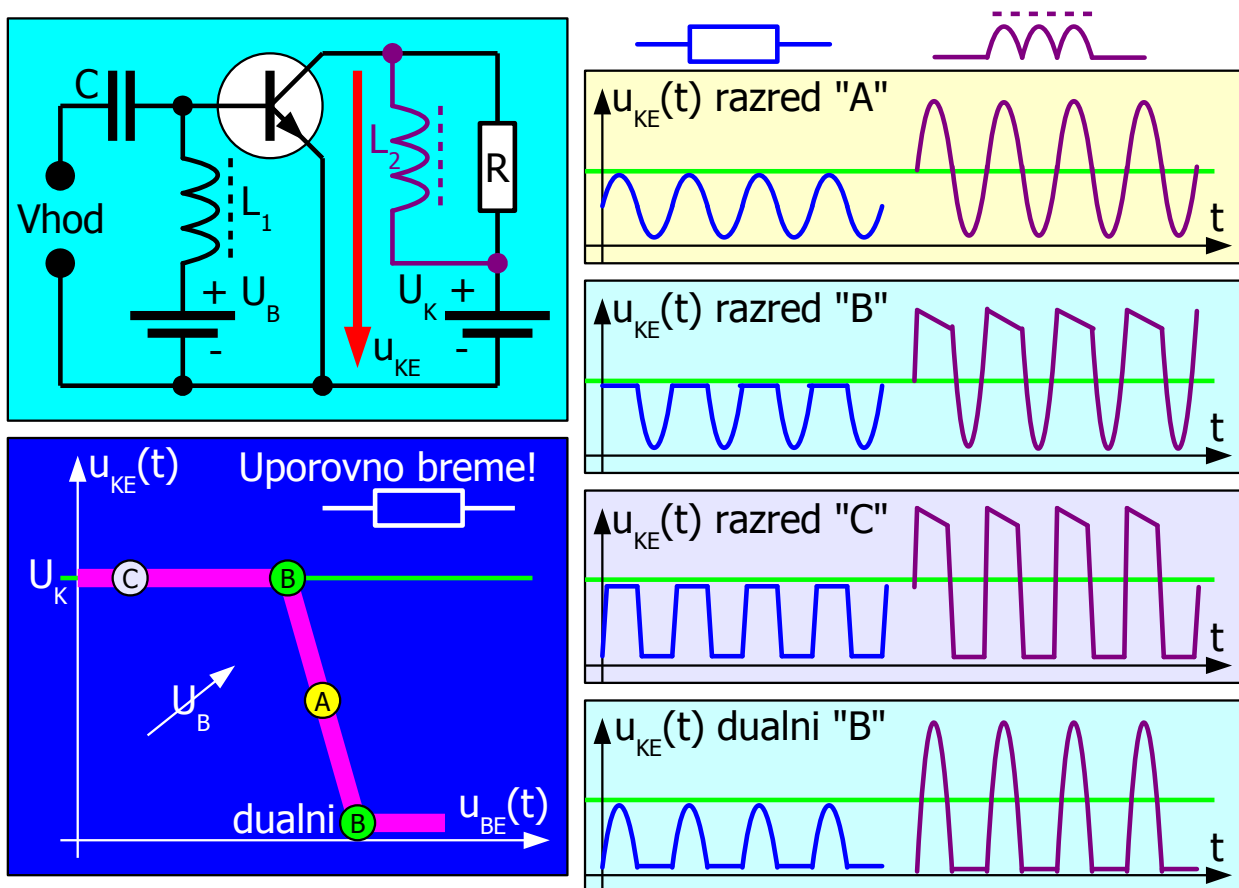 C
Vhod
L1
+ UB
-
L2
R
UK +
-
uKE
uKE(t) razred "A"
t
uKE(t) razred "B"
t
uKE(t) razred "C"
t
uKE(t) dualni "B"
t
uKE(t)
Uporovno breme!
UK
C
B
UB
A
dualni B
uBE(t)